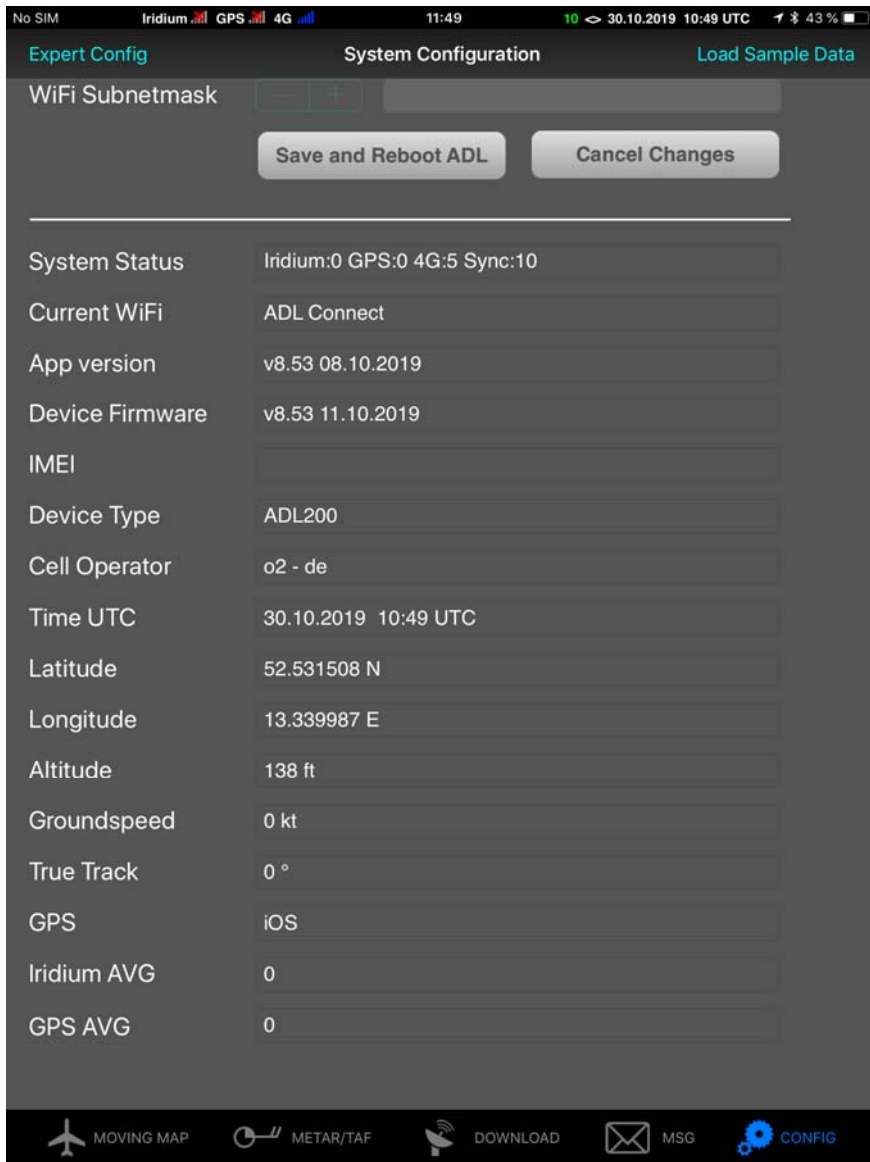 No SIM Iridium GPS 4G 11:49 10 <> 30.10.2019 10:49 UTC 43 %
Expert Config System Configuration Load Sample Data
WiFi Subnetmask − +
Save and Reboot ADL Cancel Changes
System Status Iridium:0 GPS:0 4G:5 Sync:10
Current WiFi ADL Connect
App version v8.53 08.10.2019
Device Firmware v8.53 11.10.2019
IMEI
Device Type ADL200
Cell Operator o2 - de
Time UTC 30.10.2019 10:49 UTC
Latitude 52.531508 N
Longitude 13.339987 E
Altitude 138 ft
Groundspeed 0 kt
True Track 0 °
GPS iOS
Iridium AVG 0
GPS AVG 0
MOVING MAP METAR/TAF DOWNLOAD MSG CONFIG